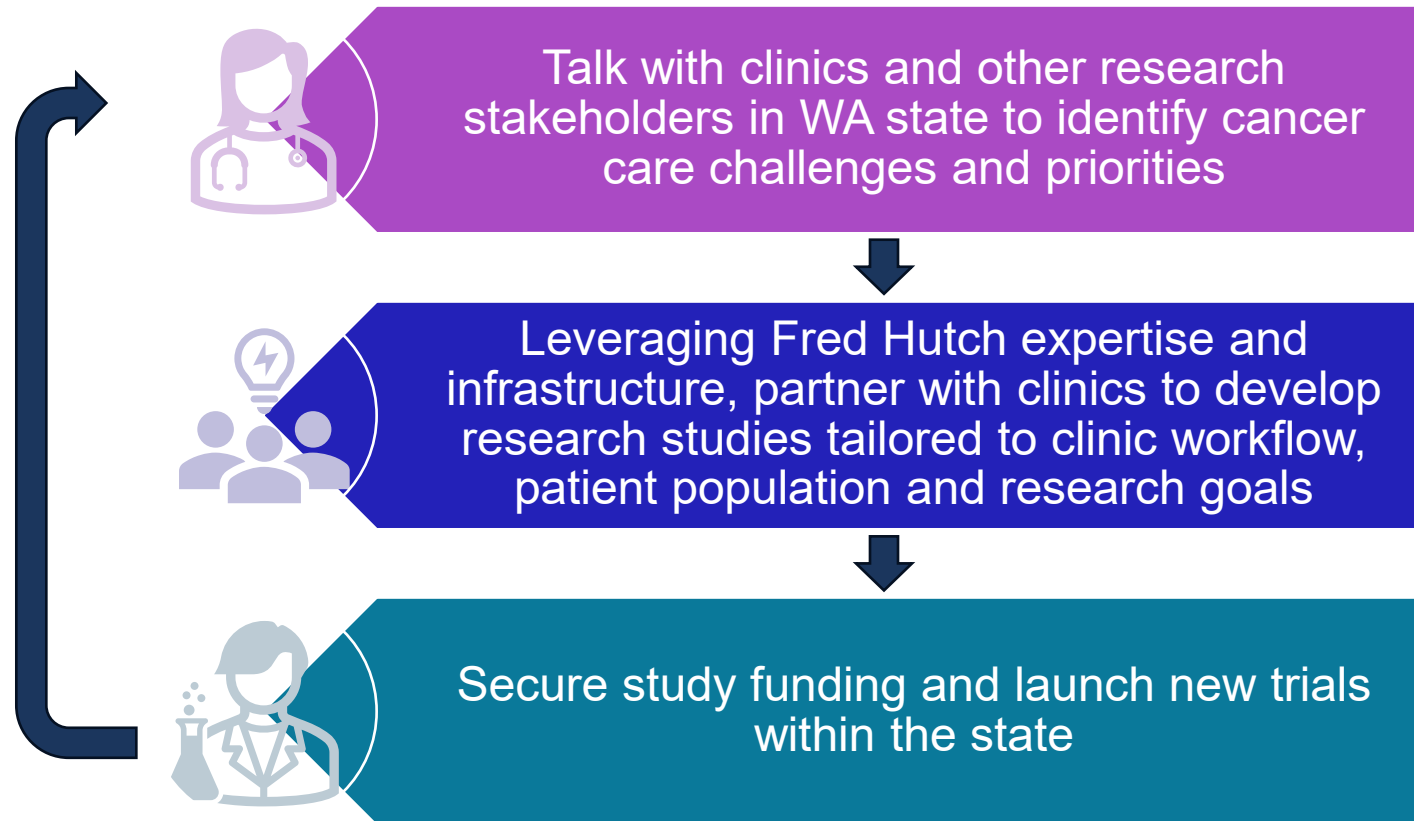 Talk with clinics and other research
stakeholders in WA state to identify cancer
care challenges and priorities
Leveraging Fred Hutch expertise and
infrastructure, partner with clinics to develop
research studies tailored to clinic workflow,
patient population and research goals
Secure study funding and launch new trials
within the state